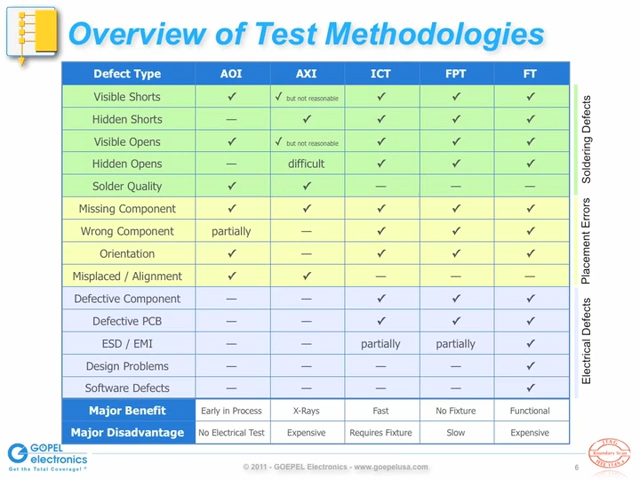 Overview of Test Methodologies
Defect Type AOI AXI ICT FPT FT
Visible Shorts ✓ ✓ but not reasonable ✓ ✓ ✓
Hidden Shorts — ✓ ✓ ✓ ✓
Visible Opens ✓ ✓ but not reasonable ✓ ✓ ✓
Hidden Opens — difficult ✓ ✓ ✓
Solder Quality ✓ ✓ — — —
Missing Component ✓ ✓ ✓ ✓ ✓
Wrong Component partially — ✓ ✓ ✓
Orientation ✓ — ✓ ✓ ✓
Misplaced / Alignment ✓ ✓ — — —
Defective Component — — ✓ ✓ ✓
Defective PCB — — ✓ ✓ ✓
ESD / EMI — — partially partially ✓
Design Problems — — — — ✓
Software Defects — — — — ✓
Major Benefit Early in Process X-Rays Fast No Fixture Functional
Major Disadvantage No Electrical Test Expensive Requires Fixture Slow Expensive
Soldering Defects
Placement Errors
Electrical Defects
GÖPEL
electronics
Get the Total Coverage!
© 2011 - GOEPEL Electronics - www.goepelusa.com
6
Boundary Scan